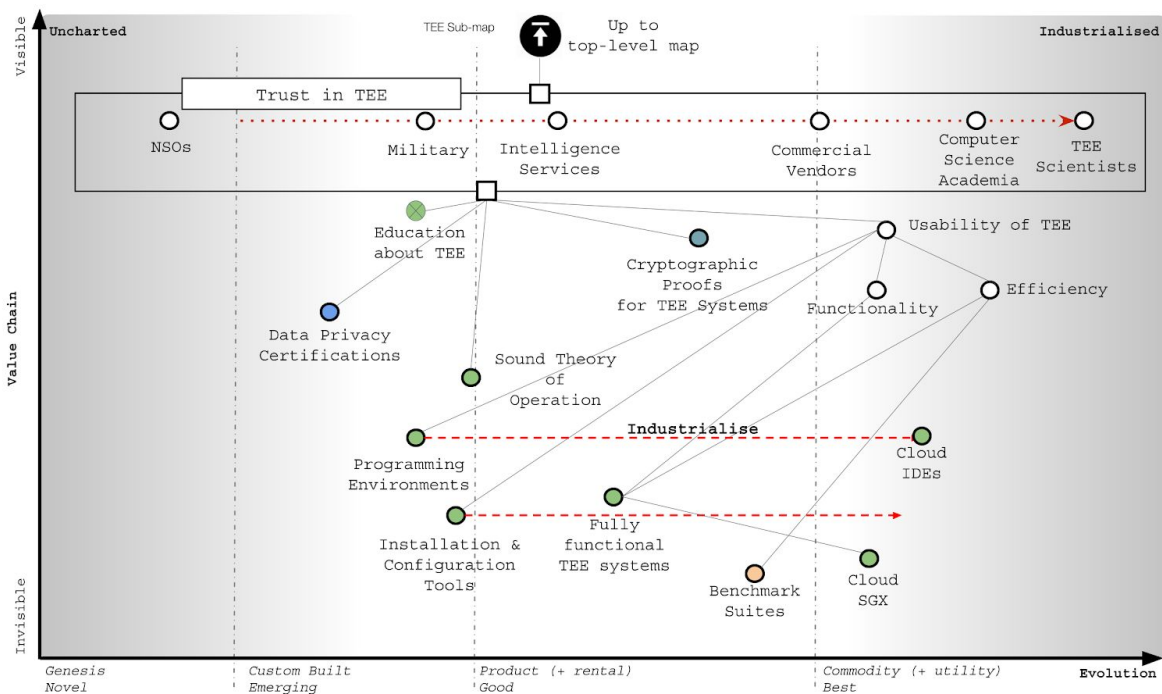 Visible
Uncharted
TEE Sub-map
Up to
top-level map
Industrialised
Trust in TEE
NSOs
Military
Intelligence
Services
Commercial
Vendors
Computer
Science
Academia
TEE
Scientists
Education
about TEE
Usability of TEE
Cryptographic
Proofs
for TEE Systems
Functionality
Efficiency
Data Privacy
Certifications
Sound Theory
of
Operation
Value Chain
Industrialise
Programming
Environments
Cloud
IDEs
Installation &
Configuration
Tools
Fully
functional
TEE systems
Benchmark
Suites
Cloud
SGX
Invisible
Genesis
Novel
Custom Built
Emerging
Product (+ rental)
Good
Commodity (+ utility)
Best
Evolution